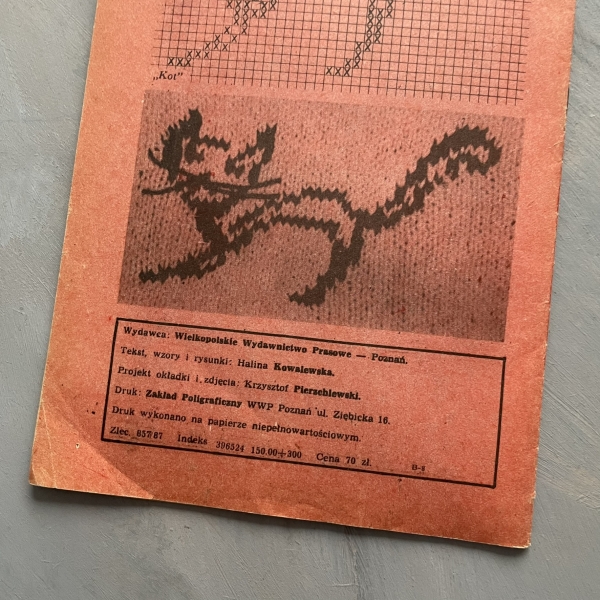 „Kot”
Wydawca: Wielkopolskie Wydawnictwo Prasowe — Poznań.
Tekst, wzory i rysunki: Halina Kowalewska.
Projekt okładki i zdjęcia: Krzysztof Pierschlewski.
Druk: Zakład Poligraficzny WWP Poznań ul. Ziębicka 16.
Druk wykonano na papierze niepełnowartościowym.
Zlec. 857/87 Indeks 396524 150.00+300 Cena 70 zł.